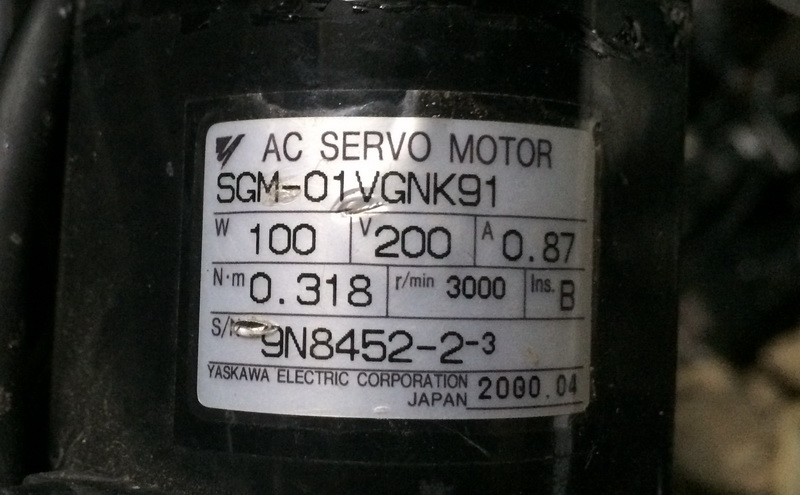 AC SERVO MOTOR
SGM-01VGNK91
W 100 V 200 A 0.87
N·m 0.318 r/min 3000 Ins. B
S/N 9N8452-2-3
YASKAWA ELECTRIC CORPORATION
JAPAN 2000.04